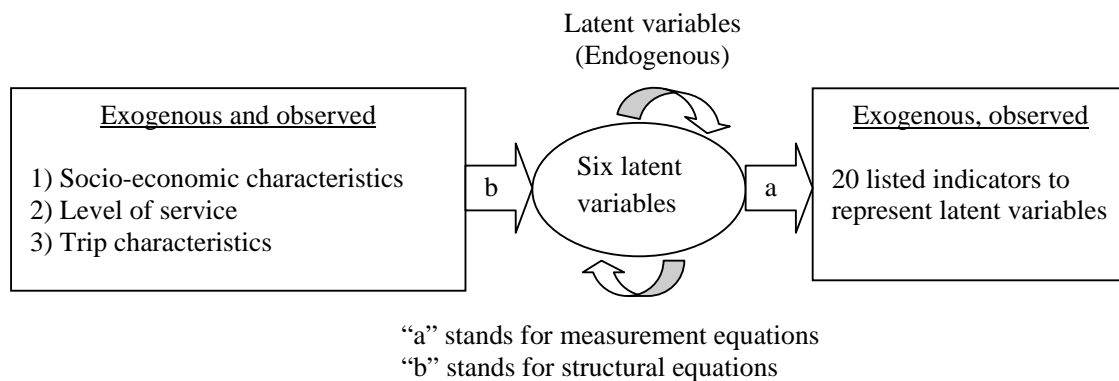 Latent variables
(Endogenous)
Exogenous and observed
1) Socio-economic characteristics
2) Level of service
3) Trip characteristics
b
Six latent
variables
a
Exogenous, observed
20 listed indicators to
represent latent variables
“a” stands for measurement equations
“b” stands for structural equations